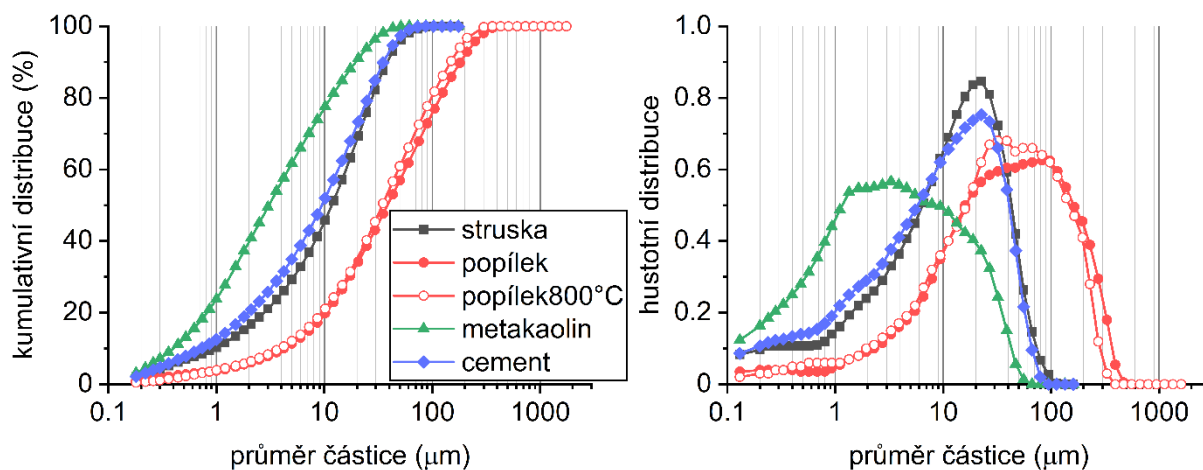 kumulativní distribuce (%)
100
80
60
40
20
0
0.1
1
10
100
1000
průměr částice (μm)
struska
popílek
popílek800°C
metakaolin
cement
hustotní distribuce
1.0
0.8
0.6
0.4
0.2
0
0.1
1
10
100
1000
průměr částice (μm)